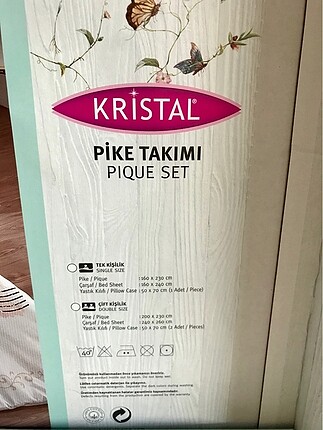 KRİSTAL®
PİKE TAKIMI
PIQUE SET
TEK KİŞİLİK
SINGLE SIZE
Pike / Pique : 160 x 230 cm
Çarşaf / Bed Sheet : 160 x 240 cm
Yastık Kılıfı / Pillow Case : 50 x 70 cm (1 Adet / Piece)
ÇİFT KİŞİLİK
DOUBLE SIZE
Pike / Pique : 200 x 230 cm
Çarşaf / Bed Sheet : 240 x 260 cm
Yastık Kılıfı / Pillow Case : 50 x 70 cm (2 Adet / Pieces)
40°